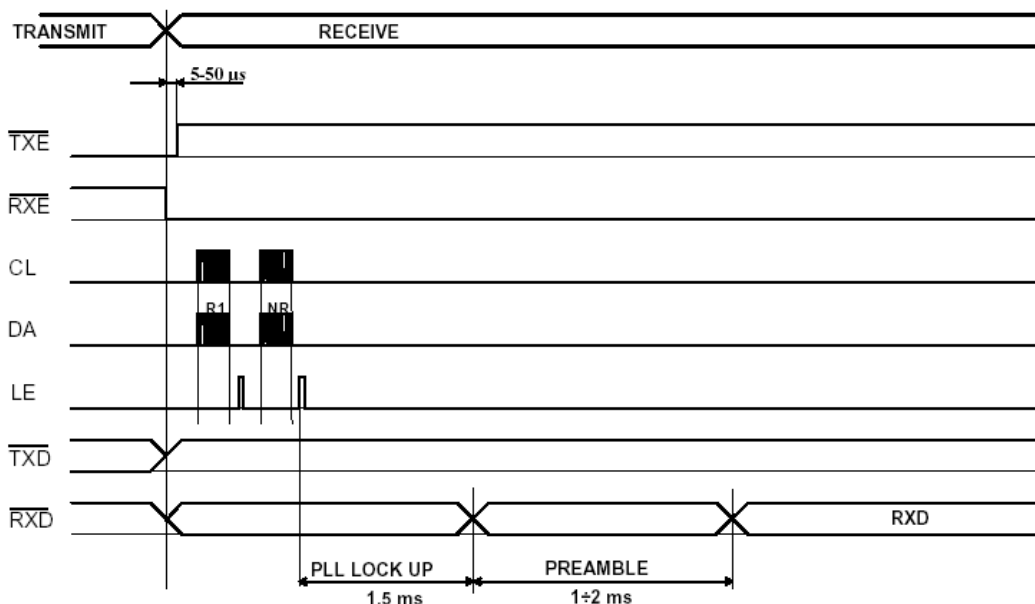 TRANSMIT RECEIVE
5-50 µs
TXE
RXE
CL
R1 NR
DA
LE
TXD
RXD RXD
PLL LOCK UP PREAMBLE
1.5 ms 1÷2 ms